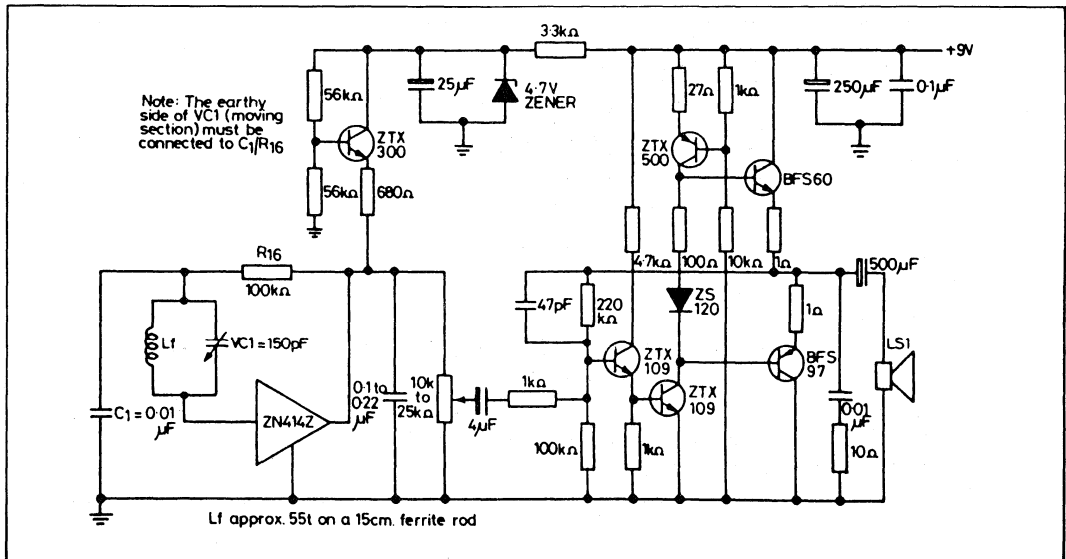 3·3kΩ
+9V
Note: The earthy
side of VC1 (moving
section) must be
connected to C₁/R₁₆
56kΩ
25µF
4·7V
ZENER
27Ω
1kΩ
250µF
0·1µF
ZTX
300
ZTX
500
56kΩ
680Ω
BFS60
R₁₆
100kΩ
4·7kΩ
100Ω
10kΩ
1Ω
500µF
47pF
220
kΩ
ZS
120
1Ω
Lf
VC1 = 150pF
ZTX
109
BFS
97
LS1
C₁ = 0·01
µF
ZN414Z
0·1 to
0·22
µF
10k
to
25kΩ
4µF
1kΩ
ZTX
109
0·01
µF
100kΩ
1kΩ
10Ω
Lf approx. 55t on a 15cm. ferrite rod